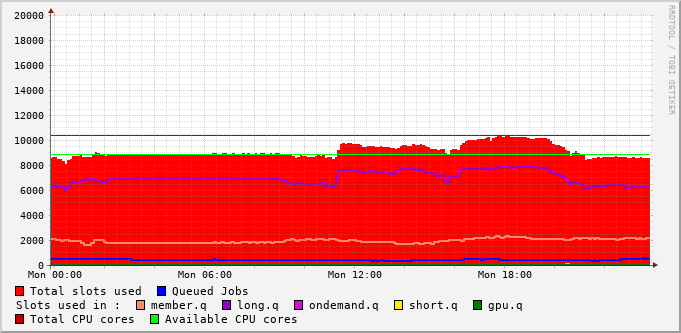 20000
18000
16000
14000
12000
10000
8000
6000
4000
2000
0
Mon 00:00 Mon 06:00 Mon 12:00 Mon 18:00
Total slots used Queued Jobs
Slots used in : member.q long.q ondemand.q short.q gpu.q
Total CPU cores Available CPU cores
RRDTOOL / TOBI OETIKER